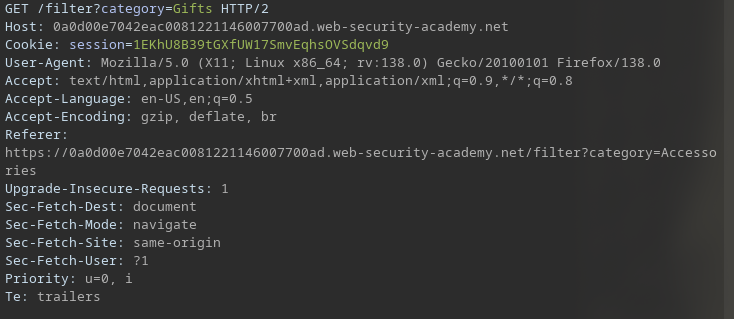 GET /filter?category=Gifts HTTP/2
Host: 0a0d00e7042eac0081221146007700ad.web-security-academy.net
Cookie: session=1EKhU8B39tGXfUW17SmvEqhsOVSdqvd9
User-Agent: Mozilla/5.0 (X11; Linux x86_64; rv:138.0) Gecko/20100101 Firefox/138.0
Accept: text/html,application/xhtml+xml,application/xml;q=0.9,*/*;q=0.8
Accept-Language: en-US,en;q=0.5
Accept-Encoding: gzip, deflate, br
Referer:
https://0a0d00e7042eac0081221146007700ad.web-security-academy.net/filter?category=Accesso
ries
Upgrade-Insecure-Requests: 1
Sec-Fetch-Dest: document
Sec-Fetch-Mode: navigate
Sec-Fetch-Site: same-origin
Sec-Fetch-User: ?1
Priority: u=0, i
Te: trailers